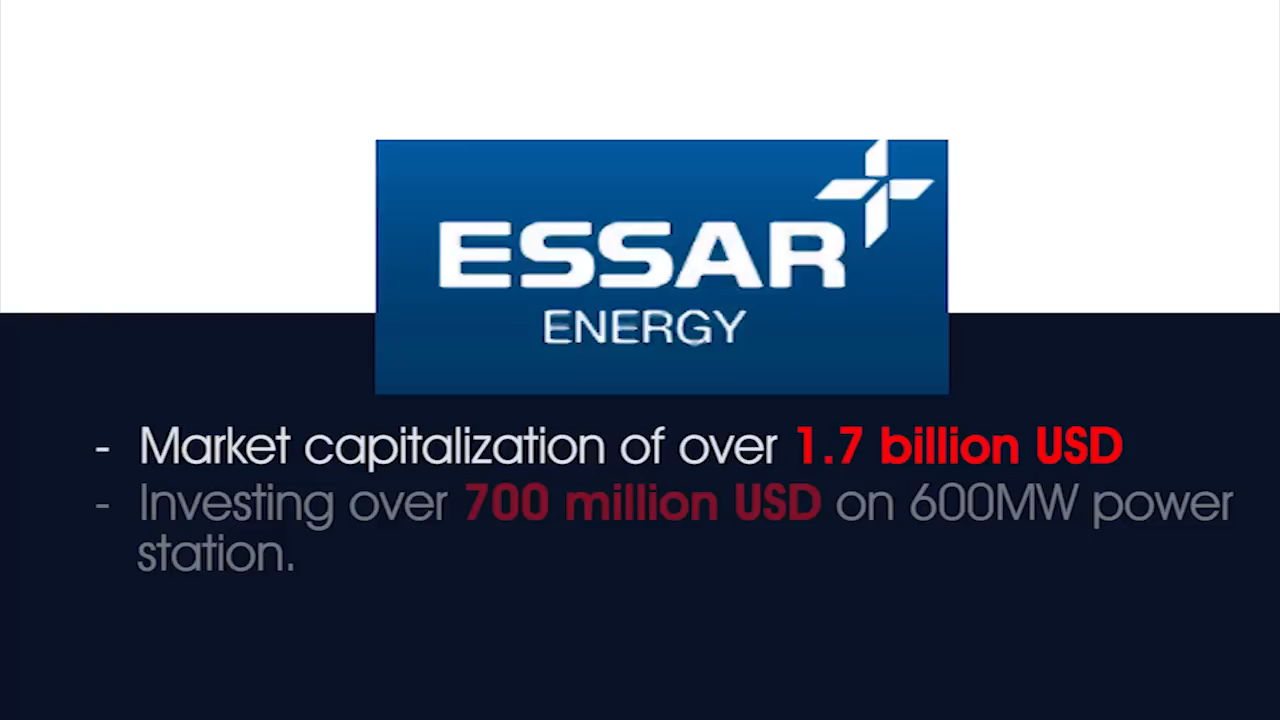 ESSAR
ENERGY
- Market capitalization of over 1.7 billion USD
- Investing over 700 million USD on 600MW power
station.